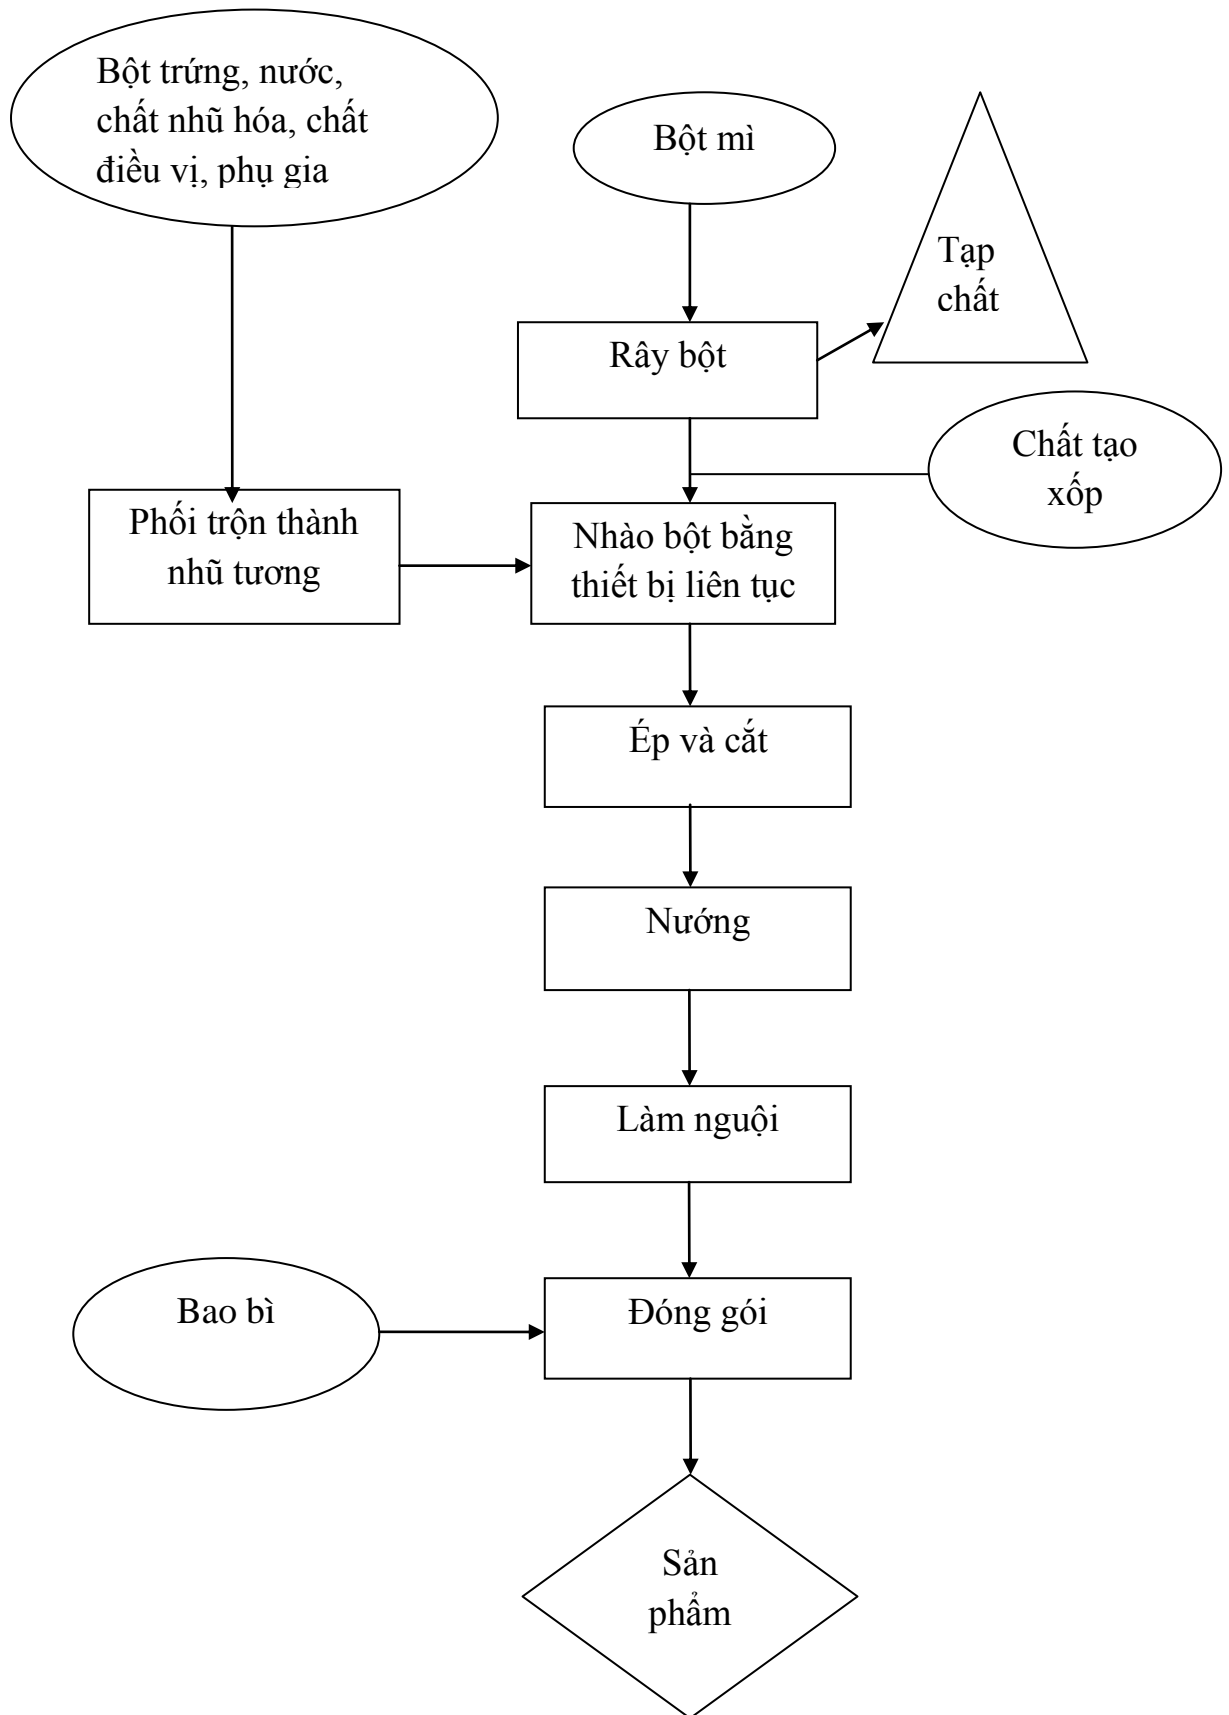 Bột trứng, nước,
chất nhũ hóa, chất
điều vị, phụ gia
Bột mì
Tạp
chất
Rây bột
Chất tạo
xốp
Phối trộn thành
nhũ tương
Nhào bột bằng
thiết bị liên tục
Ép và cắt
Nướng
Làm nguội
Bao bì
Đóng gói
Sản
phẩm